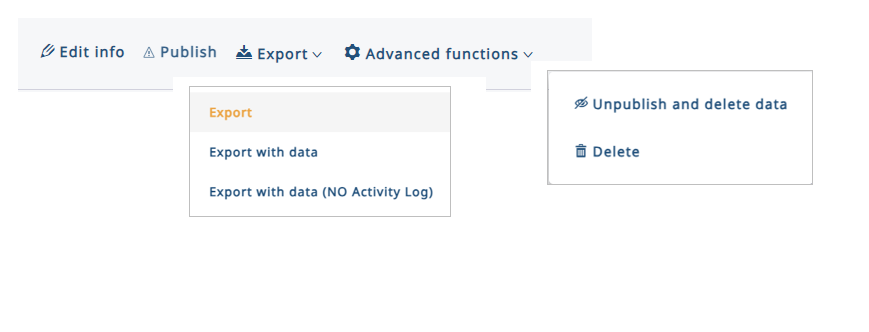 Edit info
Publish
Export
Advanced functions
Export
Export with data
Export with data (NO Activity Log)
Unpublish and delete data
Delete